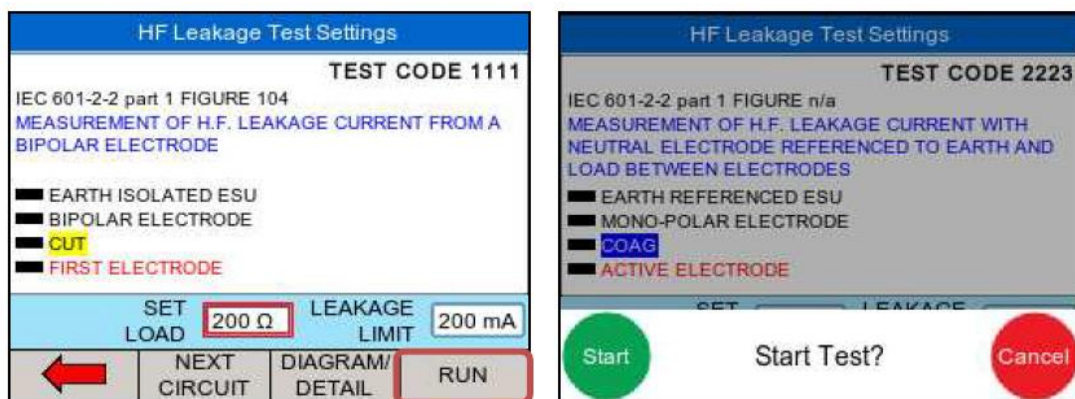 HF Leakage Test Settings
TEST CODE 1111
IEC 601-2-2 part 1 FIGURE 104
MEASUREMENT OF H.F. LEAKAGE CURRENT FROM A
BIPOLAR ELECTRODE
EARTH ISOLATED ESU
BIPOLAR ELECTRODE
CUT
FIRST ELECTRODE
SET
LOAD
200 Ω
LEAKAGE
LIMIT
200 mA
NEXT
CIRCUIT
DIAGRAM/
DETAIL
RUN
HF Leakage Test Settings
TEST CODE 2223
IEC 601-2-2 part 1 FIGURE n/a
MEASUREMENT OF H.F. LEAKAGE CURRENT WITH
NEUTRAL ELECTRODE REFERENCED TO EARTH AND
LOAD BETWEEN ELECTRODES
EARTH REFERENCED ESU
MONO-POLAR ELECTRODE
COAG
ACTIVE ELECTRODE
SET LEAKAGE
Start
Start Test?
Cancel